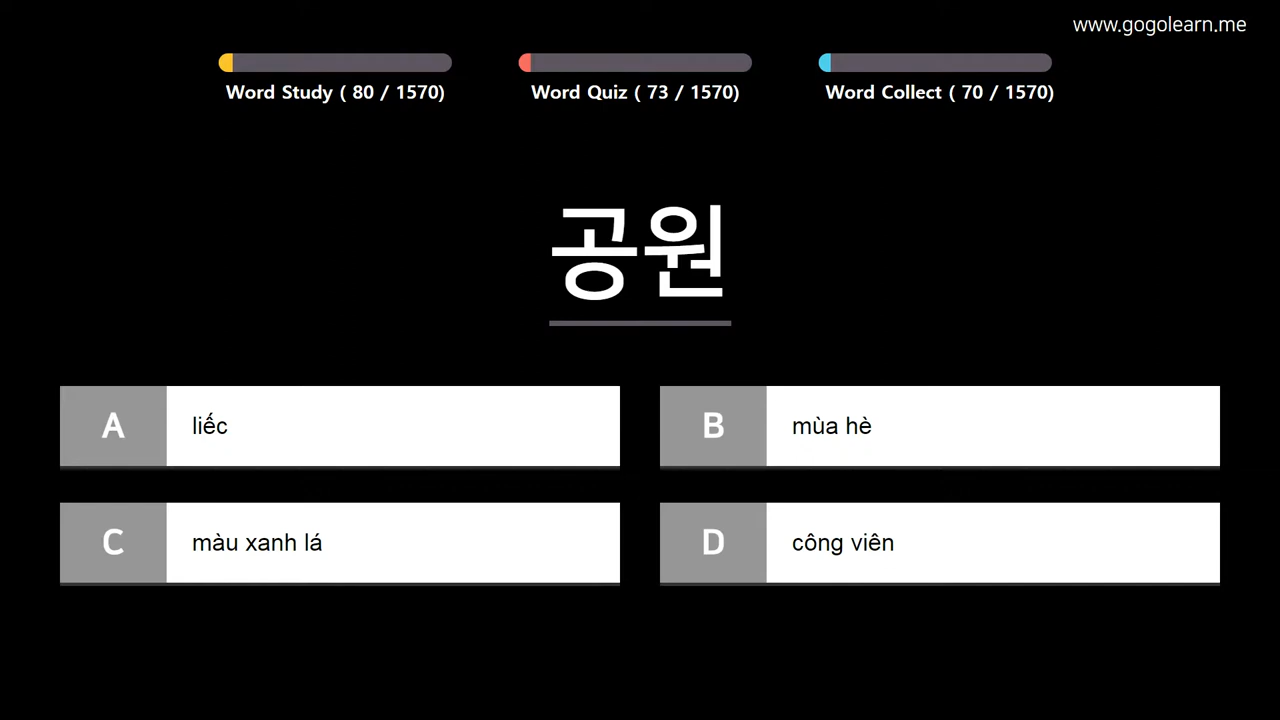 www.gogolearn.me
Word Study ( 80 / 1570)
Word Quiz ( 73 / 1570)
Word Collect ( 70 / 1570)
공원
A liếc
B mùa hè
C màu xanh lá
D công viên